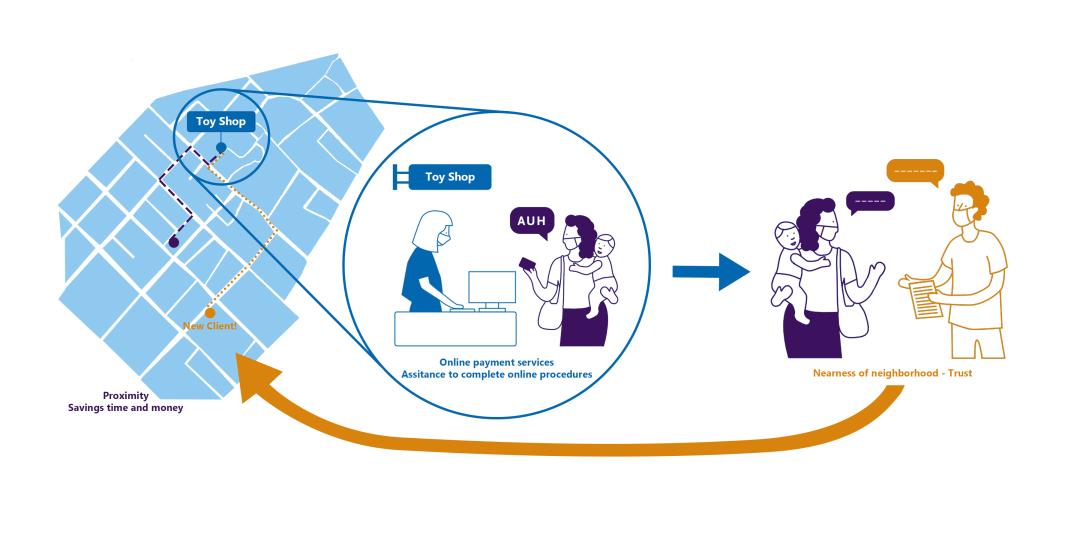 Toy Shop
New Client!
Proximity
Savings time and money
Toy Shop
AUH
Online payment services
Assitance to complete online procedures
Nearness of neighborhood - Trust